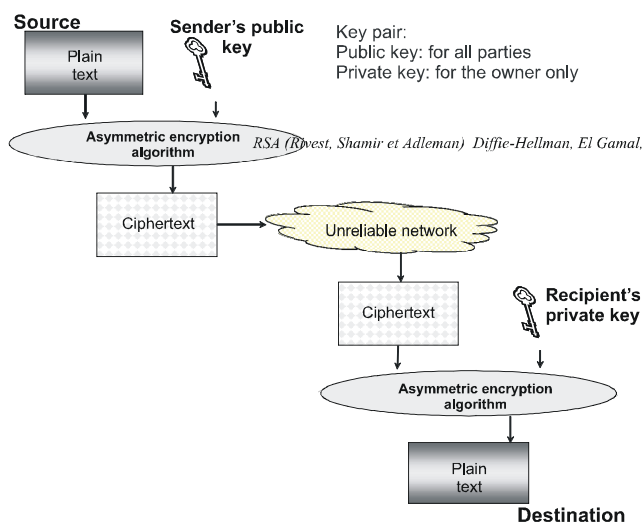 Source
Plain
text
Sender's public
key
Key pair:
Public key: for all parties
Private key: for the owner only
Asymmetric encryption
algorithm
RSA (Rivest, Shamir et Adleman) Diffie-Hellman, El Gamal,
Ciphertext
Unreliable network
Ciphertext
Recipient's
private key
Asymmetric encryption
algorithm
Plain
text
Destination